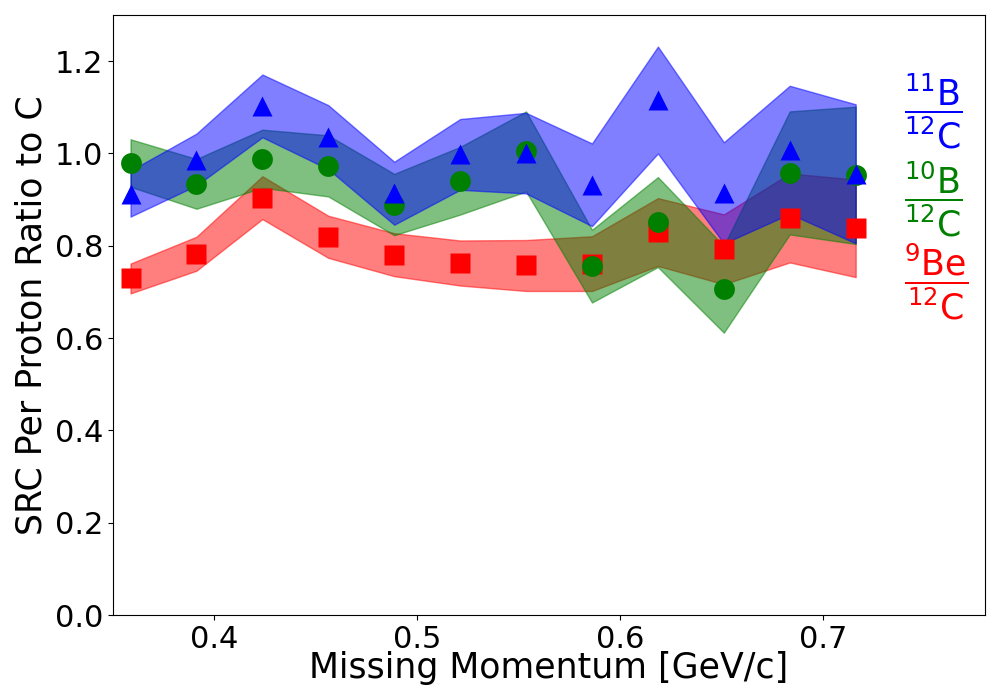 SRC Per Proton Ratio to C
1.2
1.0
0.8
0.6
0.4
0.2
0.0
0.4 0.5 0.6 0.7
Missing Momentum [GeV/c]
¹¹B
¹²C
¹⁰B
¹²C
⁹Be
¹²C